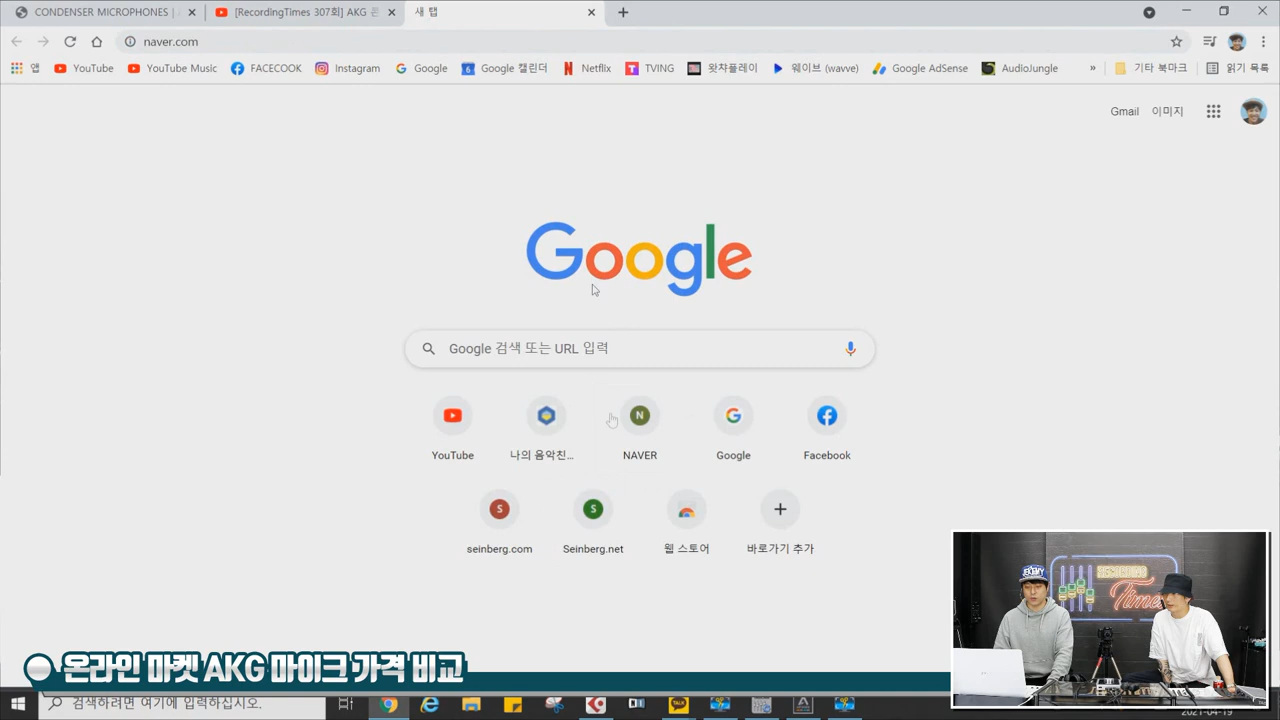 CONDENSER MICROPHONES | A
[RecordingTimes 307회] AKG 콘
새 탭
naver.com
앱
YouTube
YouTube Music
FACECOOK
Instagram
Google
Google 캘린더
Netflix
TVING
왓챠플레이
웨이브 (wavve)
Google AdSense
AudioJungle
»
기타 북마크
읽기 목록
Gmail
이미지
Google
Google 검색 또는 URL 입력
N
YouTube
나의 음악친...
NAVER
Google
Facebook
S
S
seinberg.com
Seinberg.net
웹 스토어
바로가기 추가
RECORDING
Times
온라인 마켓 AKG 마이크 가격 비교
검색하려면 여기에 입력하십시오.
TALK
2021-04-19